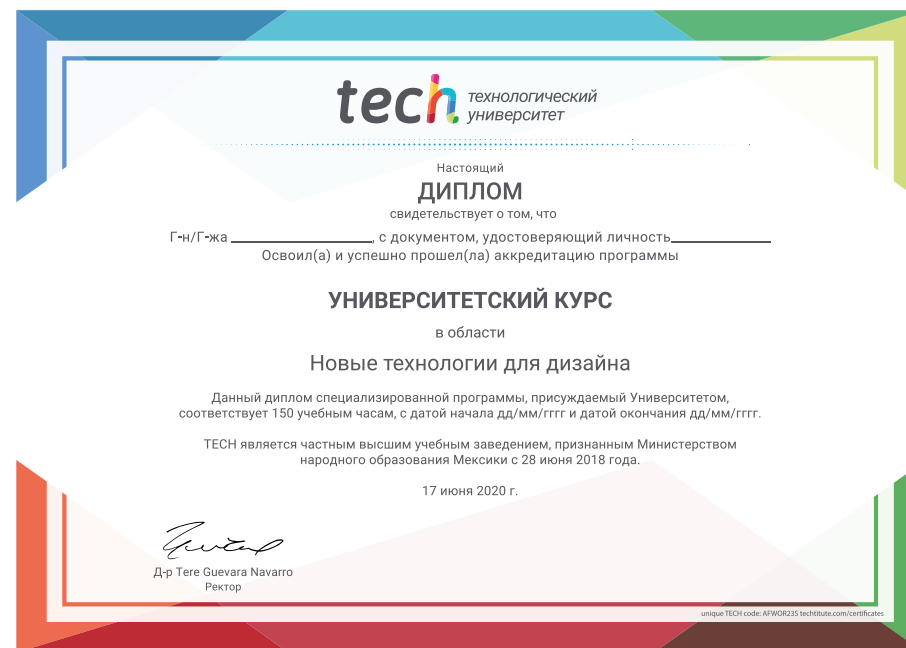 tech технологический
университет
Настоящий
ДИПЛОМ
свидетельствует о том, что
Г-н/Г-жа ____________, с документом, удостоверяющий личность____________
Освоил(а) и успешно прошел(ла) аккредитацию программы
УНИВЕРСИТЕТСКИЙ КУРС
в области
Новые технологии для дизайна
Данный диплом специализированной программы, присуждаемый Университетом,
соответствует 150 учебным часам, с датой начала дд/мм/гггг и датой окончания дд/мм/гггг.
TECH является частным высшим учебным заведением, признанным Министерством
народного образования Мексики с 28 июня 2018 года.
17 июня 2020 г.
Д-р Tere Guevara Navarro
Ректор
unique TECH code: AFWOR23S techtitute.com/certificates